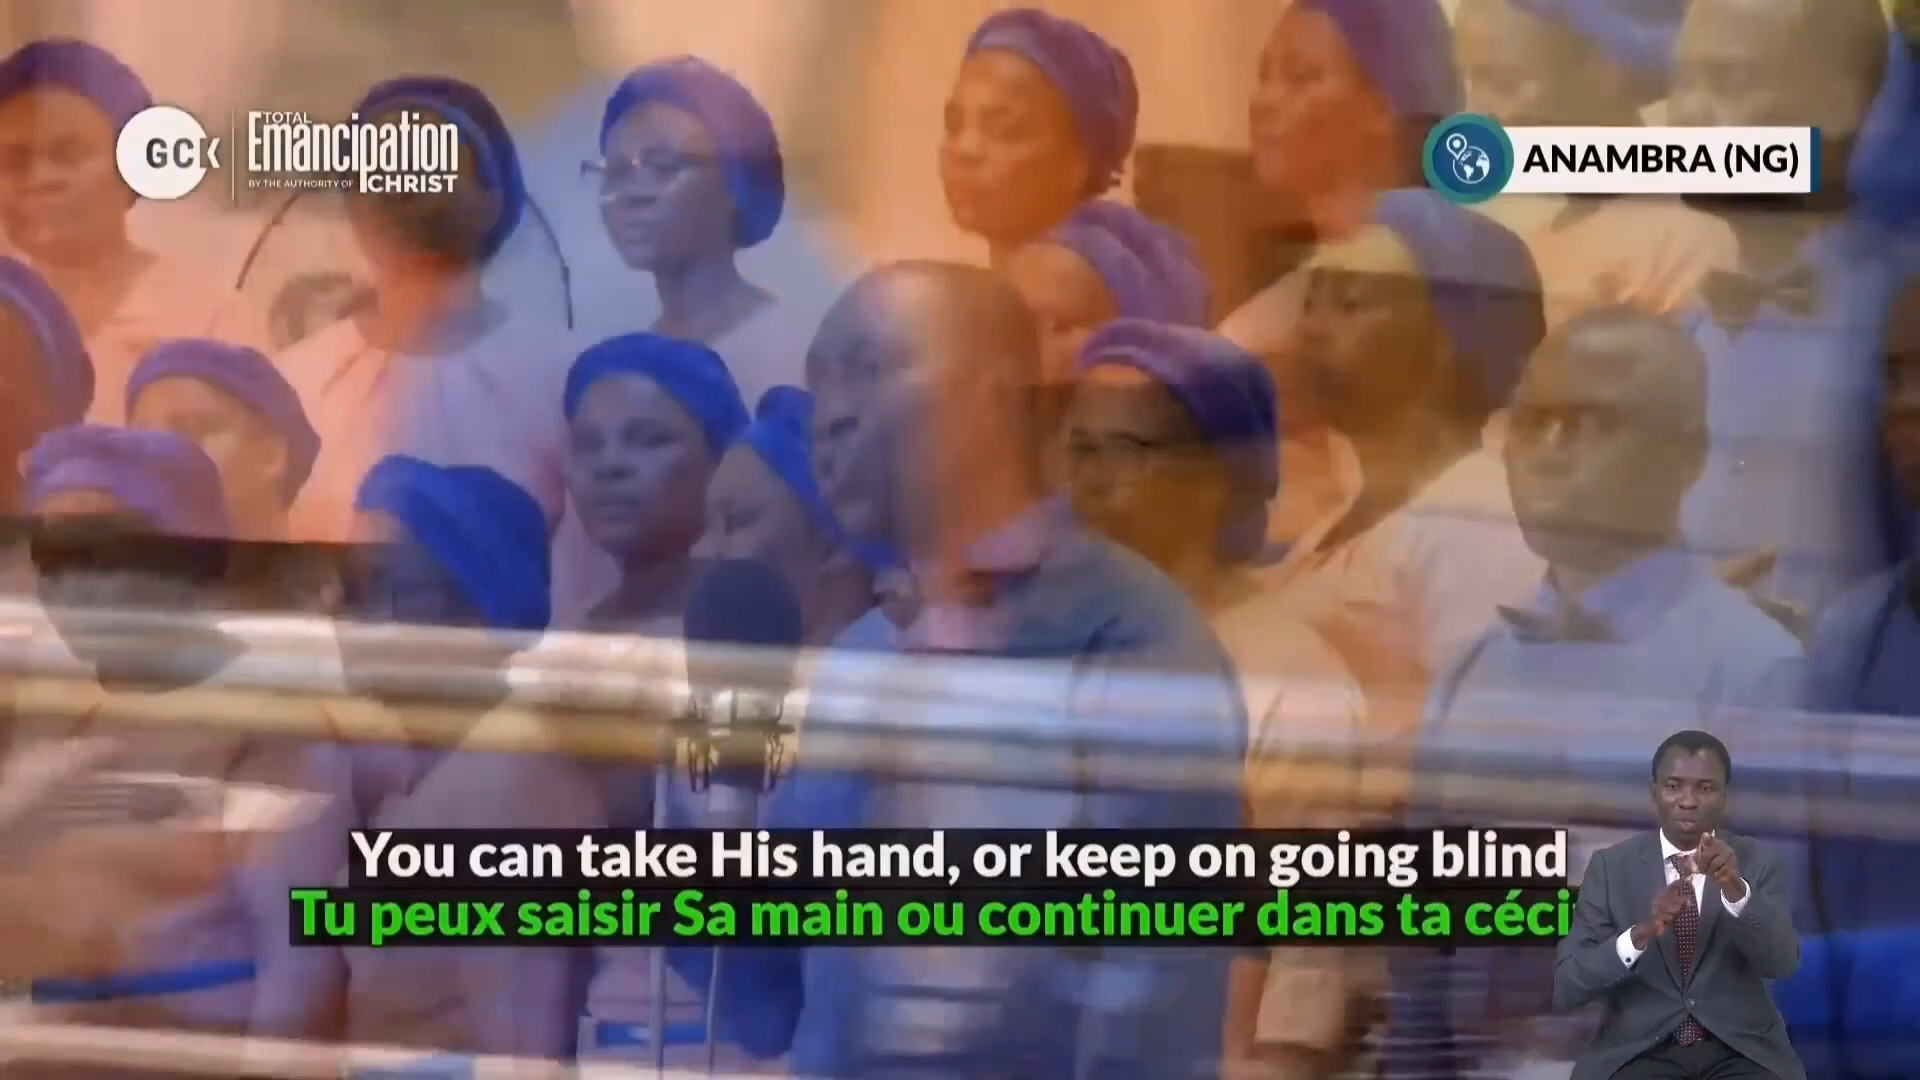 GCK
TOTAL
Emancipation
BY THE AUTHORITY OF CHRIST
ANAMBRA (NG)
You can take His hand, or keep on going blind
Tu peux saisir Sa main ou continuer dans ta